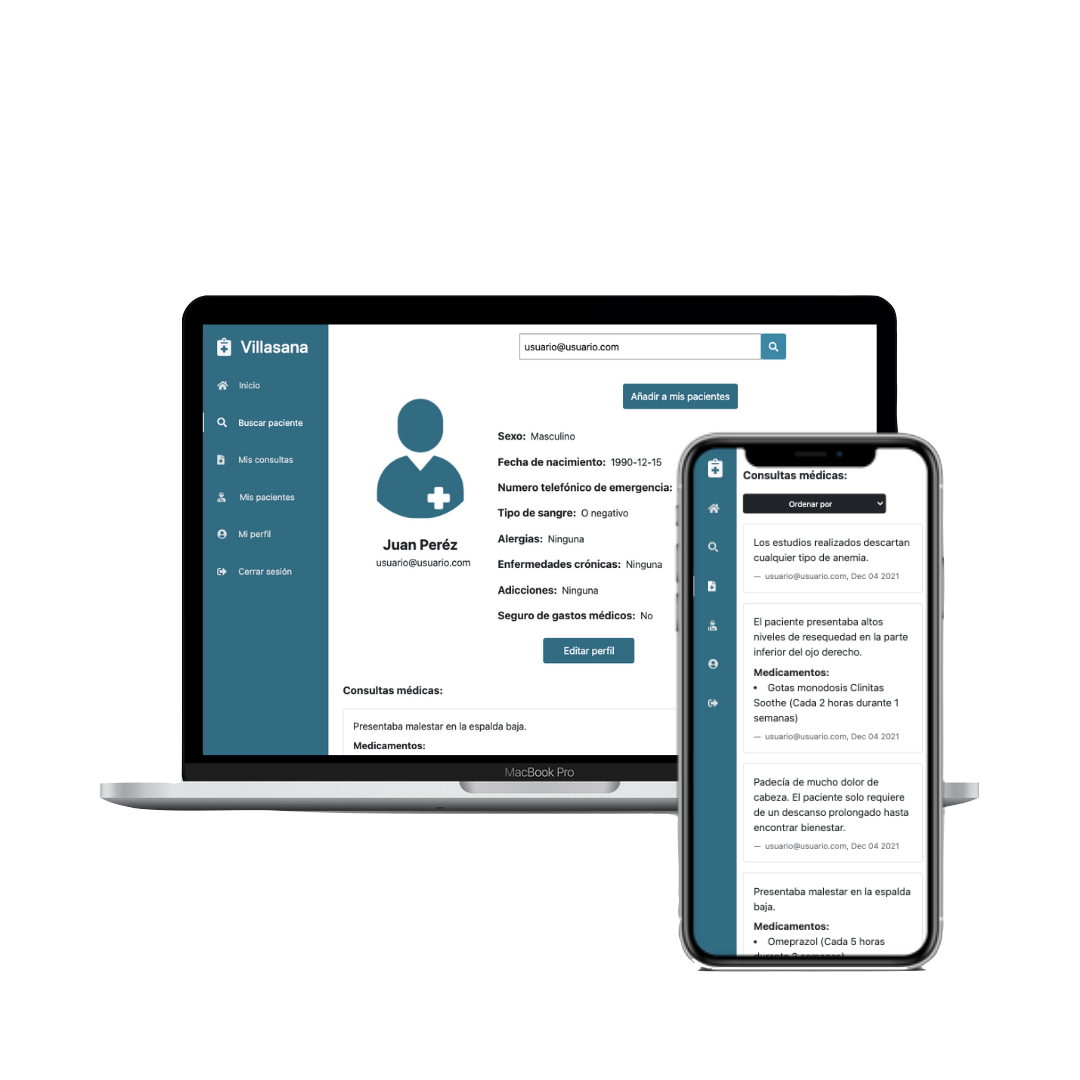 Villasana
Inicio
Buscar paciente
Mis consultas
Mis pacientes
Mi perfil
Cerrar sesión
usuario@usuario.com
Añadir a mis pacientes
Juan Peréz
usuario@usuario.com
Sexo: Masculino
Fecha de nacimiento: 1990-12-15
Numero telefónico de emergencia:
Tipo de sangre: O negativo
Alergias: Ninguna
Enfermedades crónicas: Ninguna
Adicciones: Ninguna
Seguro de gastos médicos: No
Editar perfil
Consultas médicas:
Presentaba malestar en la espalda baja.
Medicamentos:
MacBook Pro
Consultas médicas:
Ordenar por
Los estudios realizados descartan
cualquier tipo de anemia.
— usuario@usuario.com, Dec 04 2021
El paciente presentaba altos
niveles de resequedad en la parte
inferior del ojo derecho.
Medicamentos:
• Gotas monodosis Clinitas
Soothe (Cada 2 horas durante 1
semanas)
— usuario@usuario.com, Dec 04 2021
Padecía de mucho dolor de
cabeza. El paciente solo requiere
de un descanso prolongado hasta
encontrar bienestar.
— usuario@usuario.com, Dec 04 2021
Presentaba malestar en la espalda
baja.
Medicamentos:
• Omeprazol (Cada 5 horas